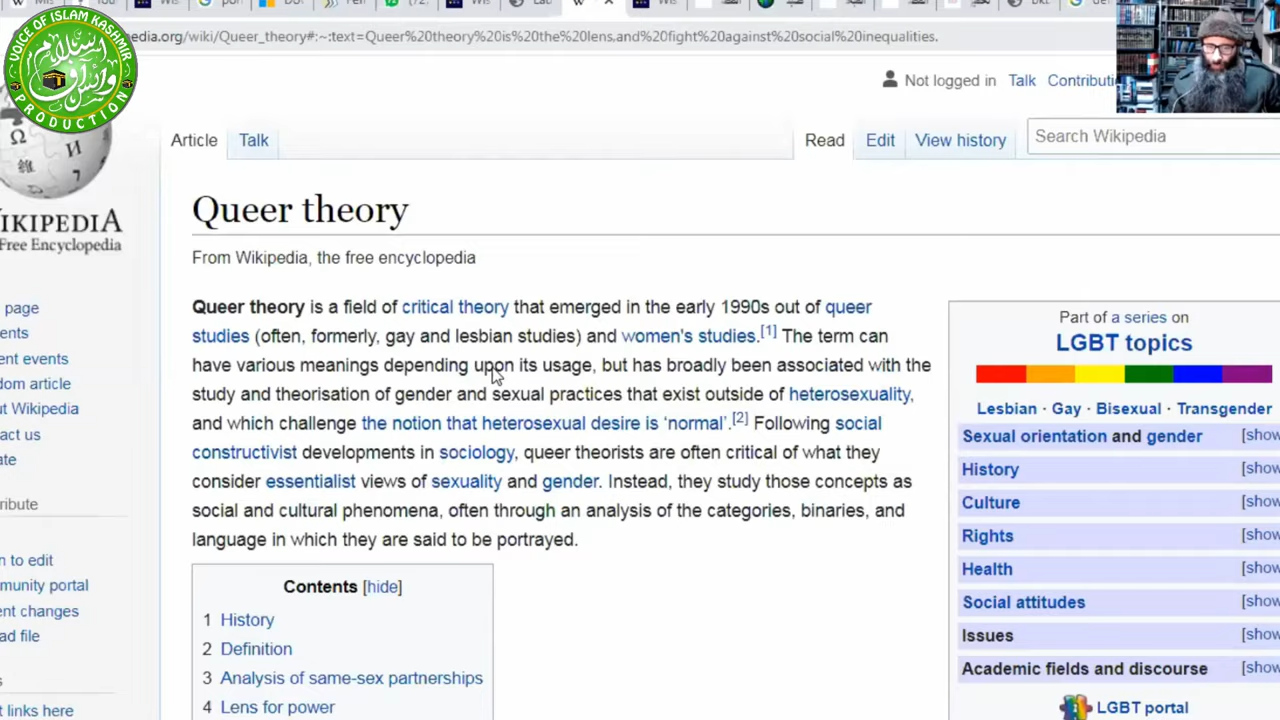 VOICE OF ISLAM KASHMIR
PRODUCTION
pedia.org/wiki/Queer_theory#:~:text=Queer%20theory%20is%20the%20lens,and%20fight%20against%20social%20inequalities.
Not logged in Talk Contributi
Article Talk Read Edit View history Search Wikipedia
IKIPEDIA
Free Encyclopedia
Queer theory
From Wikipedia, the free encyclopedia
Queer theory is a field of critical theory that emerged in the early 1990s out of queer
studies (often, formerly, gay and lesbian studies) and women's studies.[1] The term can
have various meanings depending upon its usage, but has broadly been associated with the
study and theorisation of gender and sexual practices that exist outside of heterosexuality,
and which challenge the notion that heterosexual desire is ‘normal’.[2] Following social
constructivist developments in sociology, queer theorists are often critical of what they
consider essentialist views of sexuality and gender. Instead, they study those concepts as
social and cultural phenomena, often through an analysis of the categories, binaries, and
language in which they are said to be portrayed.
Contents [hide]
1 History
2 Definition
3 Analysis of same-sex partnerships
4 Lens for power
Part of a series on
LGBT topics
Lesbian · Gay · Bisexual · Transgender
Sexual orientation and gender [show
History [show
Culture [show
Rights [show
Health [show
Social attitudes [show
Issues [show
Academic fields and discourse [show
LGBT portal
page
ents
ent events
dom article
ut Wikipedia
act us
ate
ribute
n to edit
munity portal
ent changes
ad file
s
t links here